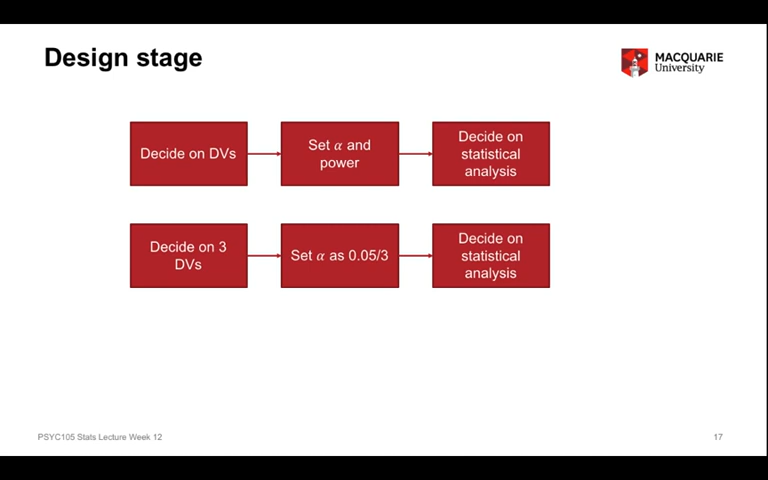 Design stage
MACQUARIE
University
Decide on DVs
Set α and
power
Decide on
statistical
analysis
Decide on 3
DVs
Set α as 0.05/3
Decide on
statistical
analysis
PSYC105 Stats Lecture Week 12
17